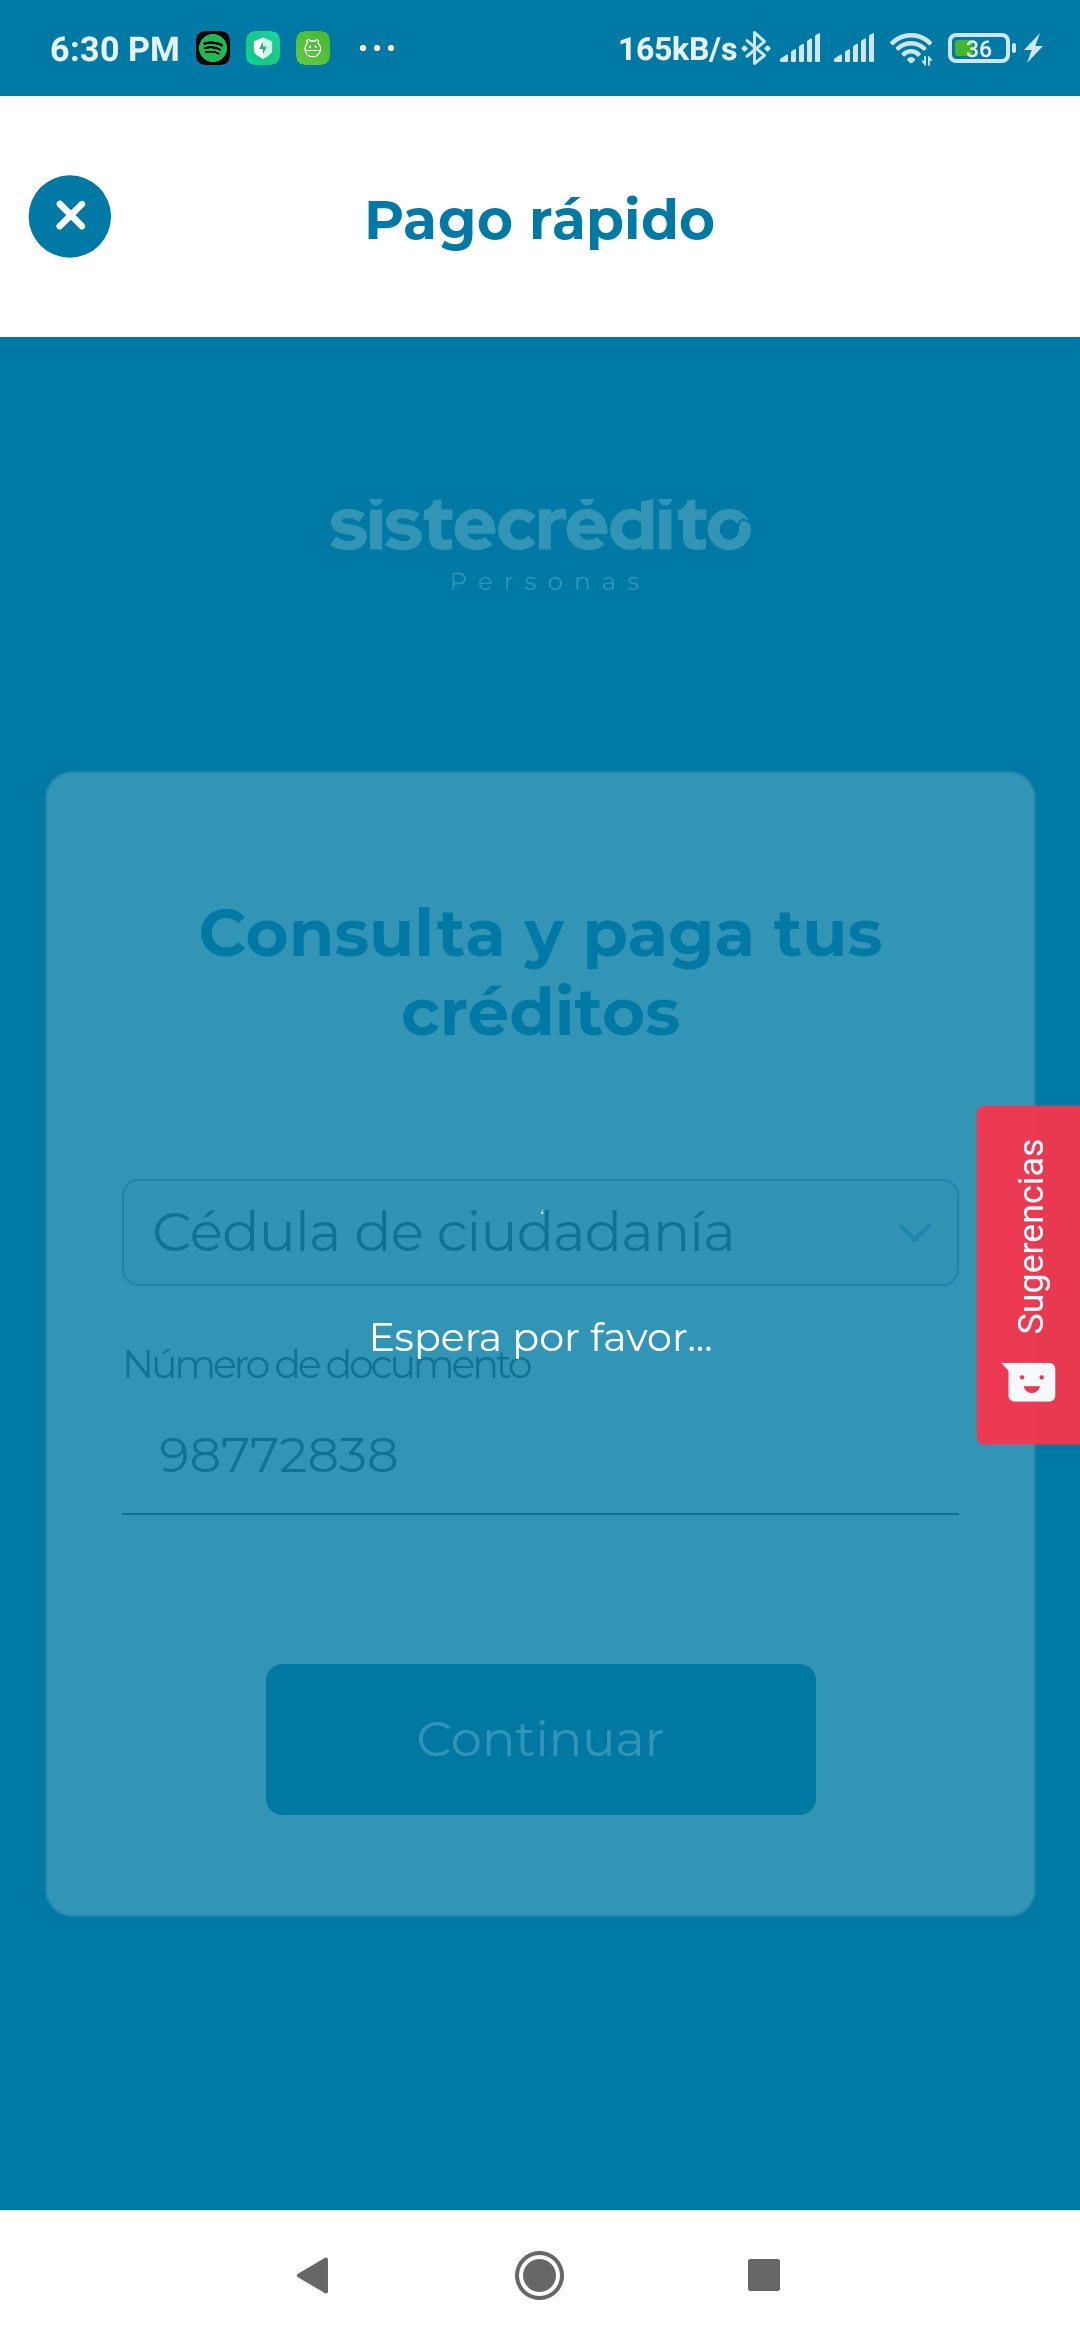 6:30 PM
165kB/s
36
Pago rápido
sistecrédito
Personas
Consulta y paga tus
créditos
Cédula de ciudadanía
Espera por favor...
Número de documento
98772838
Continuar
Sugerencias